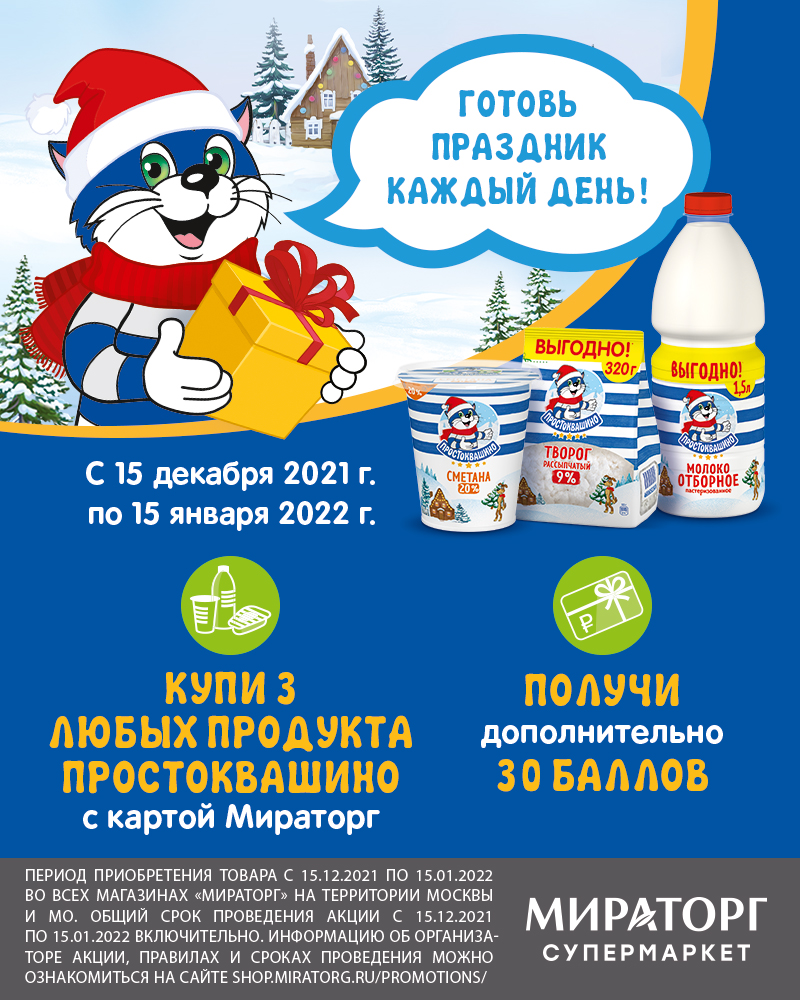 ГОТОВЬ
ПРАЗДНИК
КАЖДЫЙ ДЕНЬ!
ВЫГОДНО!
320г
ВЫГОДНО!
1,5л
20%
ПРОСТОКВАШИНО
СМЕТАНА
20%
ПРОСТОКВАШИНО
ТВОРОГ
РАССЫПЧАТЫЙ
9%
ПРОСТОКВАШИНО
МОЛОКО
ОТБОРНОЕ
пастеризованное
С 15 декабря 2021 г.
по 15 января 2022 г.
₽
КУПИ 3
ЛЮБЫХ ПРОДУКТА
ПРОСТОКВАШИНО
с картой Мираторг
ПОЛУЧИ
дополнительно
30 БАЛЛОВ
ПЕРИОД ПРИОБРЕТЕНИЯ ТОВАРА С 15.12.2021 ПО 15.01.2022
ВО ВСЕХ МАГАЗИНАХ «МИРАТОРГ» НА ТЕРРИТОРИИ МОСКВЫ
И МО. ОБЩИЙ СРОК ПРОВЕДЕНИЯ АКЦИИ С 15.12.2021
ПО 15.01.2022 ВКЛЮЧИТЕЛЬНО. ИНФОРМАЦИЮ ОБ ОРГАНИЗА-
ТОРЕ АКЦИИ, ПРАВИЛАХ И СРОКАХ ПРОВЕДЕНИЯ МОЖНО
ОЗНАКОМИТЬСЯ НА САЙТЕ SHOP.MIRATORG.RU/PROMOTIONS/
МИРАТОРГ
СУПЕРМАРКЕТ